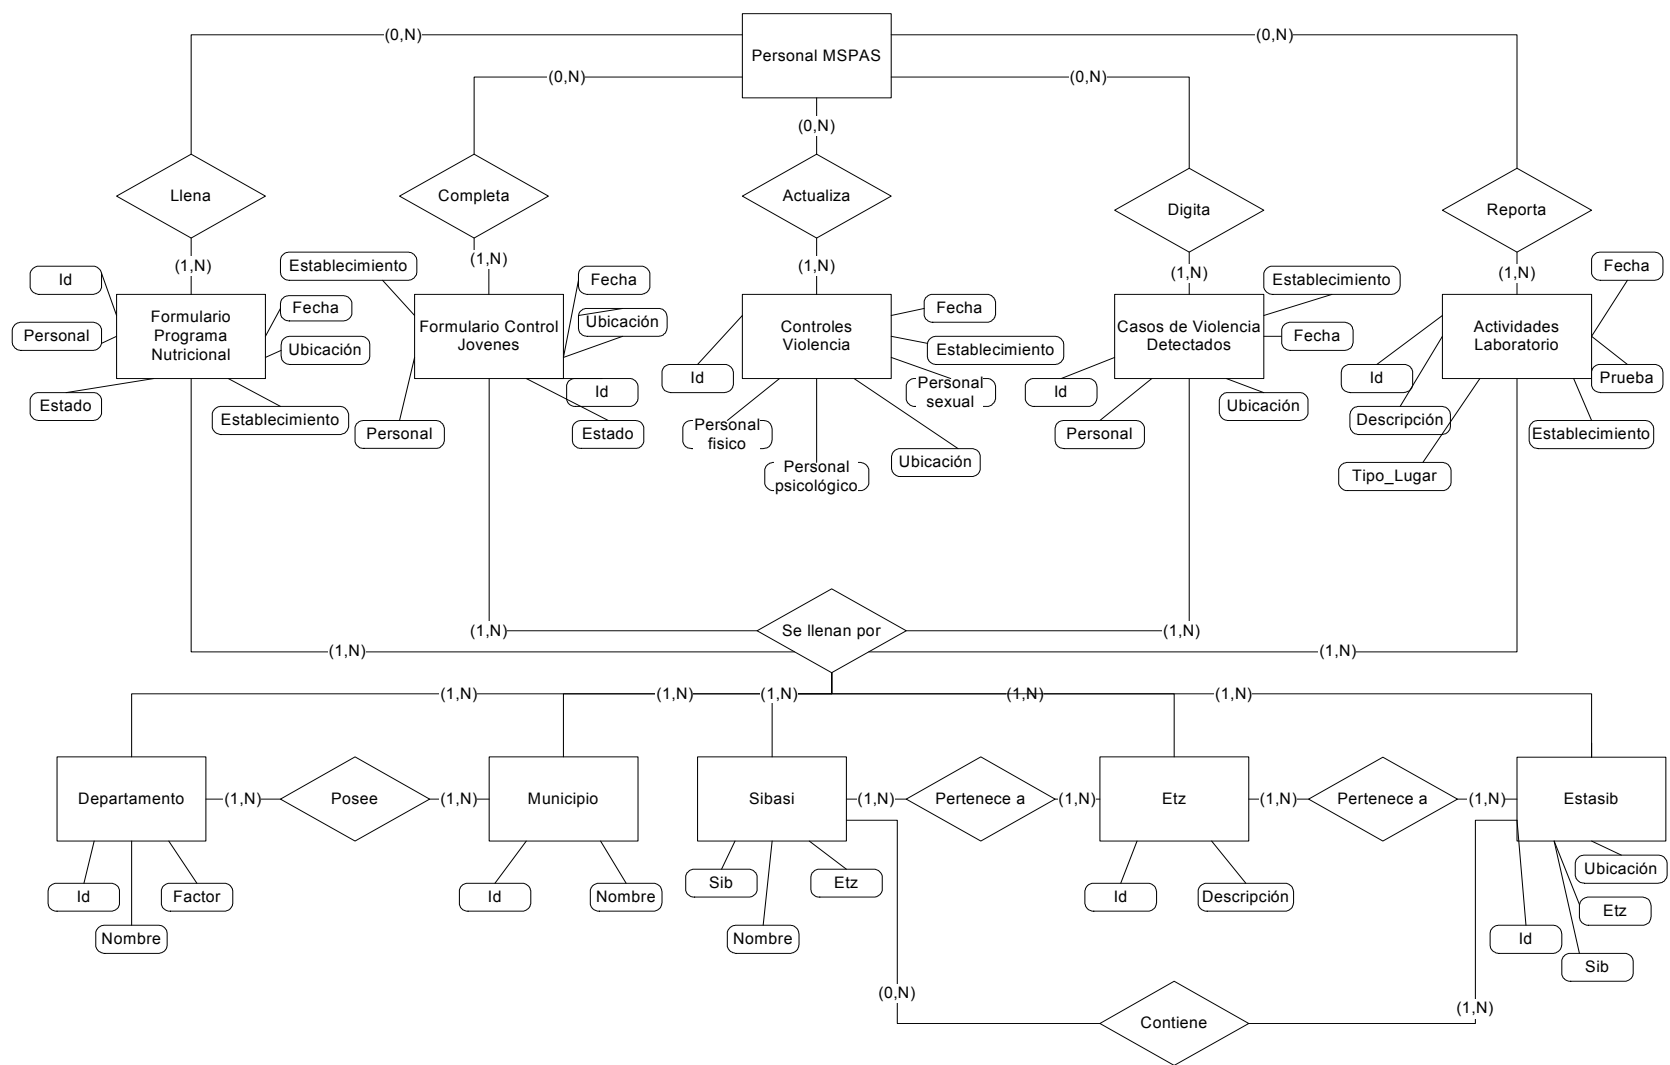 (0,N)
Personal MSPAS
(0,N)
(0,N)
(0,N)
(0,N)
Llena
Completa
Actualiza
Digita
Reporta
(1,N)
(1,N)
(1,N)
(1,N)
(1,N)
Id
Personal
Estado
Formulario
Programa
Nutricional
Fecha
Ubicación
Establecimiento
Establecimiento
Personal
Formulario Control
Jovenes
Fecha
Ubicación
Id
Estado
Id
Controles
Violencia
Fecha
Establecimiento
Personal
sexual
Personal
fisico
Personal
psicológico
Ubicación
Casos de Violencia
Detectados
Establecimiento
Fecha
Id
Personal
Ubicación
Actividades
Laboratorio
Fecha
Prueba
Id
Descripción
Establecimiento
Tipo_Lugar
(1,N)
Se llenan por
(1,N)
(1,N)
(1,N)
(1,N)
(1,N)
(1,N)
(1,N)
(1,N)
Departamento
(1,N)
Posee
(1,N)
Municipio
Sibasi
(1,N)
Pertenece a
(1,N)
Etz
(1,N)
Pertenece a
(1,N)
Estasib
Id
Factor
Nombre
Id
Nombre
Sib
Etz
Nombre
Id
Descripción
Ubicación
Etz
Id
Sib
(0,N)
Contiene
(1,N)